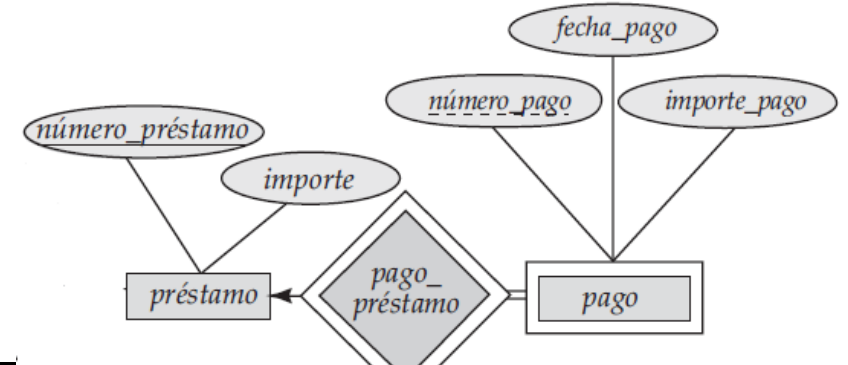 fecha_pago
número_pago
importe_pago
número_préstamo
importe
préstamo
pago_
préstamo
pago